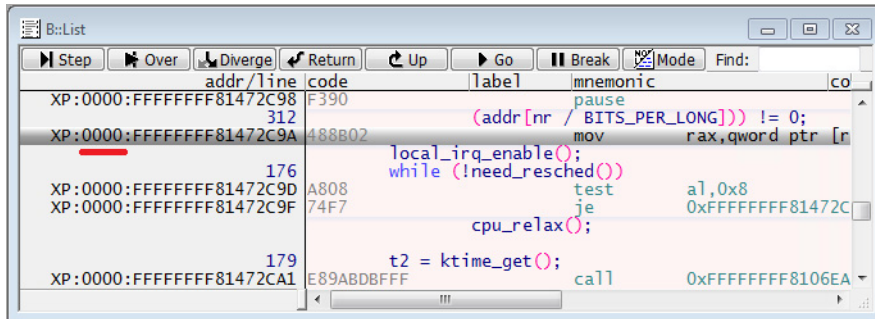 B::List
Step Over Diverge Return Up Go Break Mode Find:
addr/line code label mnemonic co
XP:0000:FFFFFFFF81472C98 F390 pause
312 (addr[nr / BITS_PER_LONG])) != 0;
XP:0000:FFFFFFFF81472C9A 488B02 mov rax,qword ptr [r
local_irq_enable();
176 while (!need_resched())
XP:0000:FFFFFFFF81472C9D A808 test al,0x8
XP:0000:FFFFFFFF81472C9F 74F7 je 0xFFFFFFFF81472C
cpu_relax();
179 t2 = ktime_get();
XP:0000:FFFFFFFF81472CA1 E89ABDBFFF call 0xFFFFFFFF8106EA